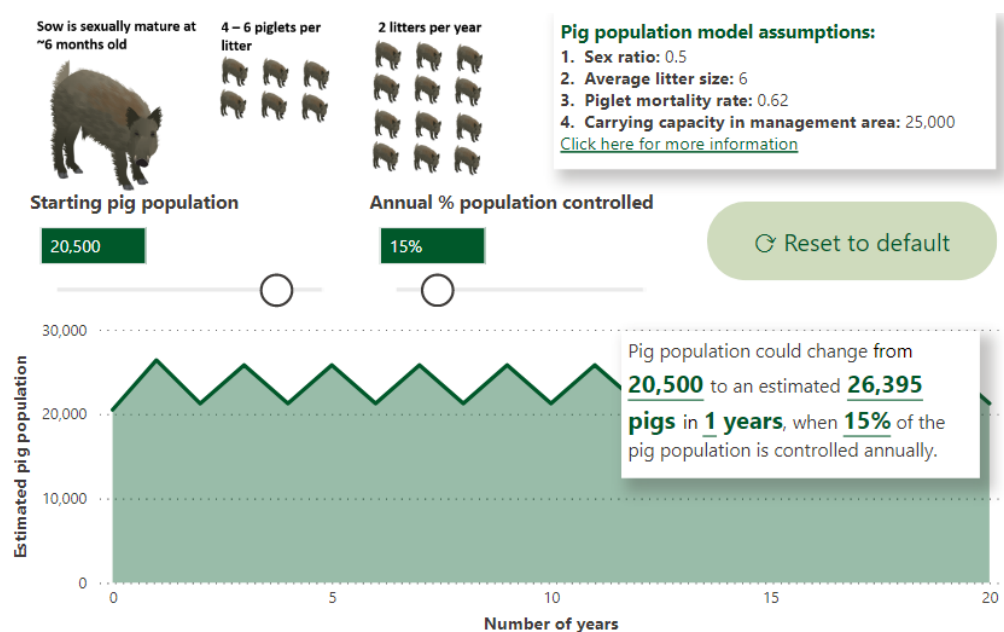 Sow is sexually mature at
~6 months old
4 – 6 piglets per
litter
2 litters per year
Pig population model assumptions:
1. Sex ratio: 0.5
2. Average litter size: 6
3. Piglet mortality rate: 0.62
4. Carrying capacity in management area: 25,000
Click here for more information
Starting pig population
20,500
Annual % population controlled
15%
Reset to default
Estimated pig population
30,000
20,000
10,000
0
Pig population could change from
20,500 to an estimated 26,395
pigs in 1 years, when 15% of the
pig population is controlled annually.
0 5 10 15 20
Number of years